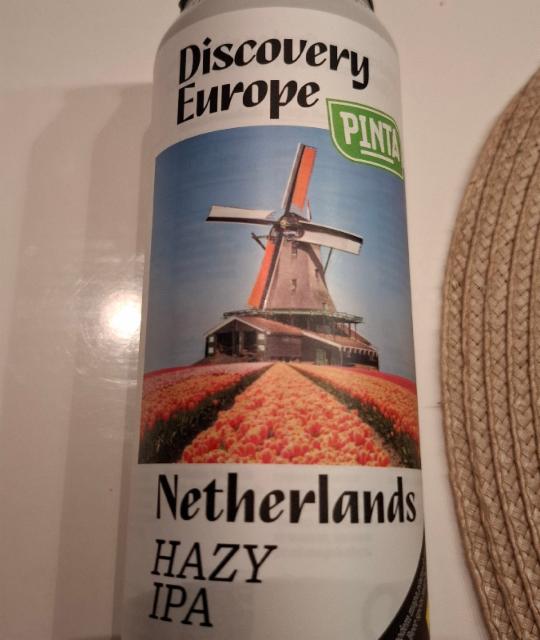 Discovery
Europe
PINTA
Netherlands
HAZY
IPA